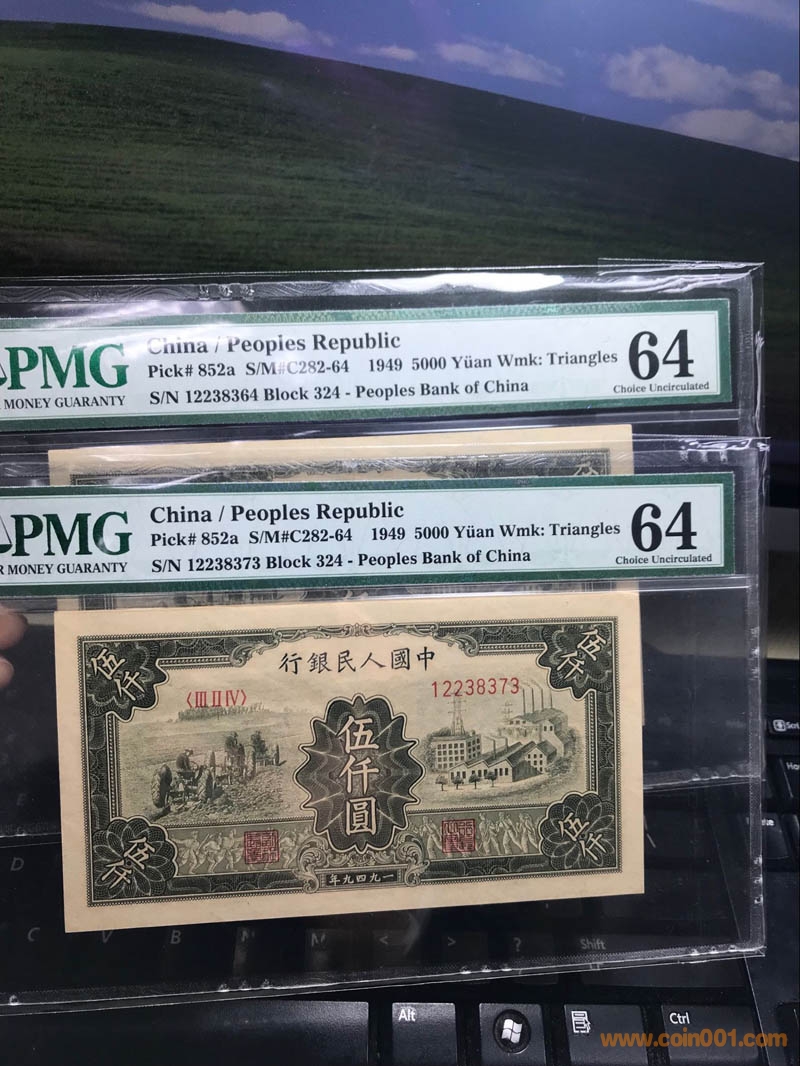 PMG
MONEY GUARANTY
China / Peoples Republic
Pick# 852a S/M#C282-64 1949 5000 Yüan Wmk: Triangles
S/N 12238364 Block 324 - Peoples Bank of China
64
Choice Uncirculated
PMG
MONEY GUARANTY
China / Peoples Republic
Pick# 852a S/M#C282-64 1949 5000 Yüan Wmk: Triangles
S/N 12238373 Block 324 - Peoples Bank of China
64
Choice Uncirculated
行銀民人國中
伍仟
伍仟
〈III II IV〉
12238373
伍仟圓
伍仟
伍仟
年九四九一
D
C
V
B
N
M
<
>
?
Shift
Alt
Ctrl
www.coin001.com